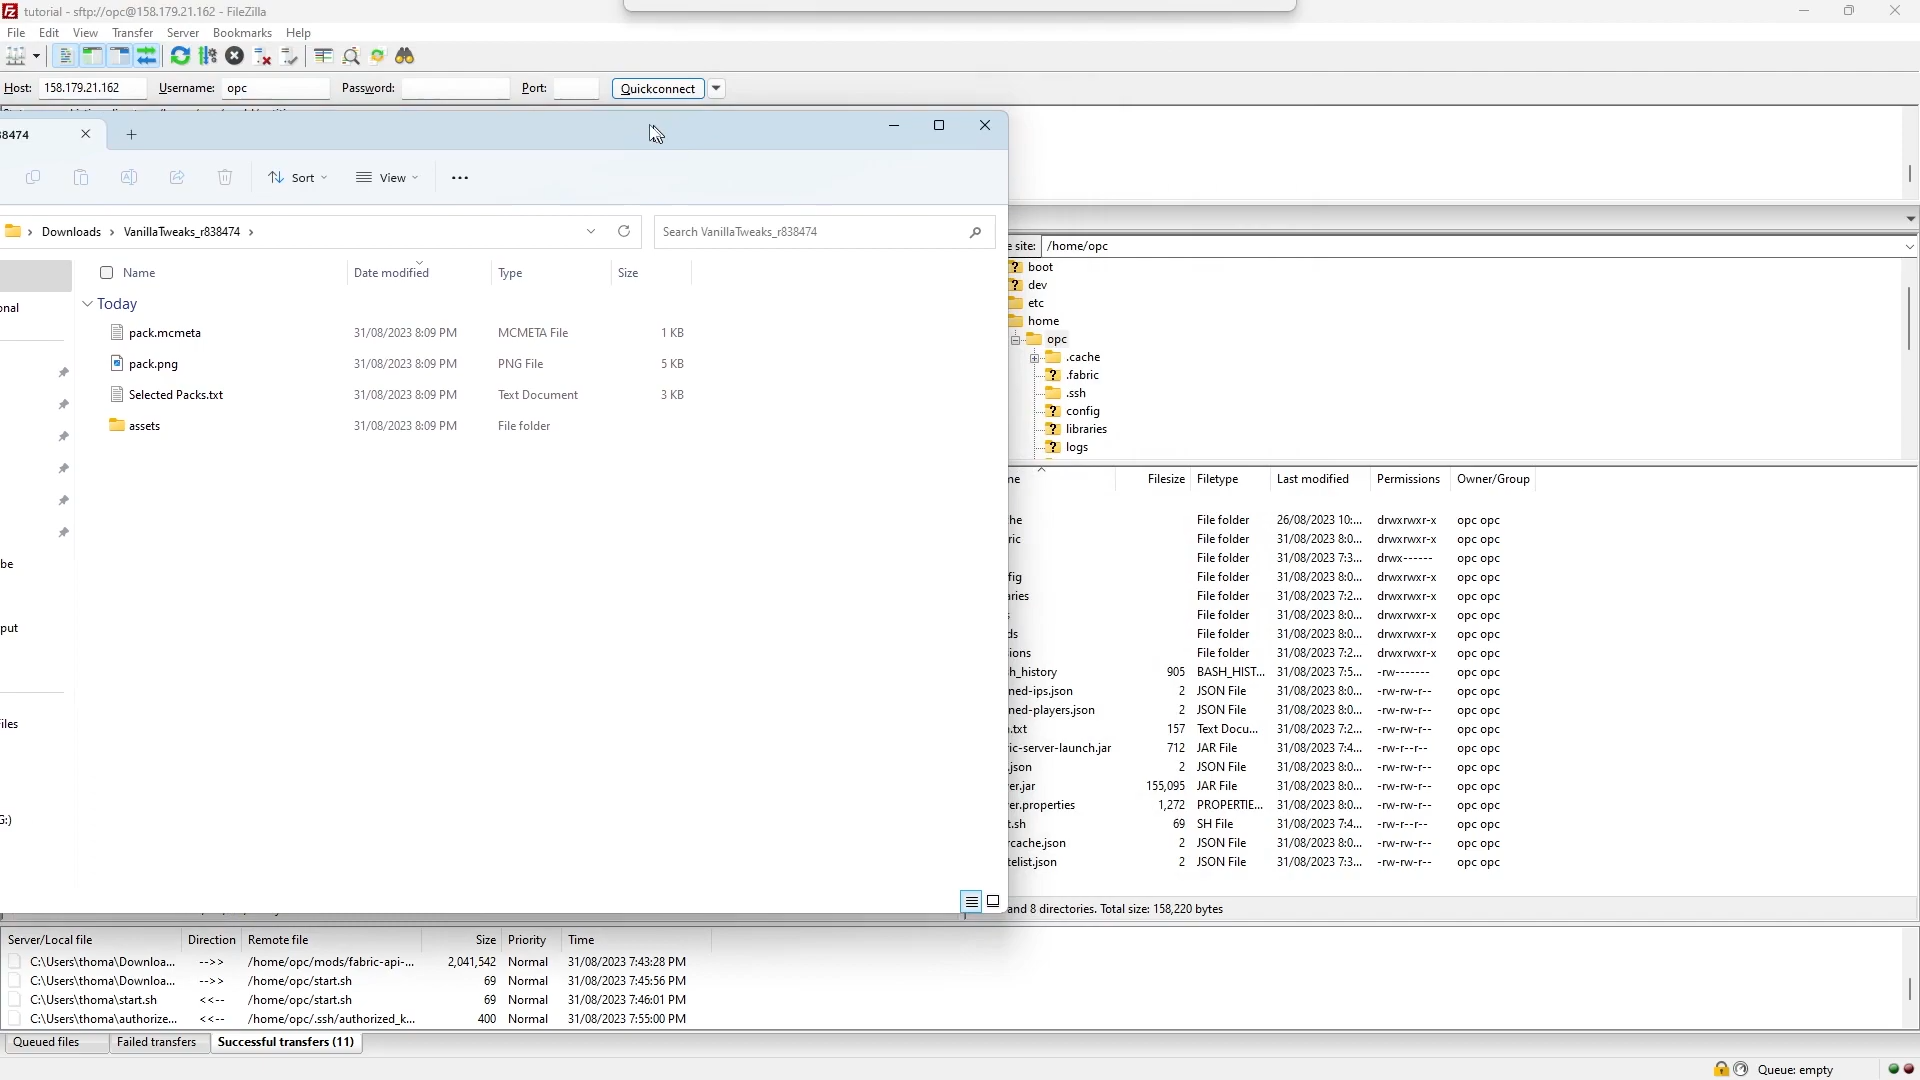 tutorial - sftp://opc@158.179.21.162 - FileZilla
File Edit View Transfer Server Bookmarks Help
Host: 158.179.21.162 Username: opc Password: Port: Quickconnect
38474
Sort View
Downloads VanillaTweaks_r838474 Search VanillaTweaks_r838474
Name Date modified Type Size
Today
pack.mcmeta 31/08/2023 8:09 PM MCMETA File 1 KB
pack.png 31/08/2023 8:09 PM PNG File 5 KB
Selected Packs.txt 31/08/2023 8:09 PM Text Document 3 KB
assets 31/08/2023 8:09 PM File folder
onal
be
put
iles
G:)
e site: /home/opc
boot
dev
etc
home
opc
.cache
.fabric
.ssh
config
libraries
logs
me Filesize Filetype Last modified Permissions Owner/Group
he File folder 26/08/2023 10:... drwxrwxr-x opc opc
ric File folder 31/08/2023 8:0... drwxrwxr-x opc opc
File folder 31/08/2023 7:3... drwx------ opc opc
fig File folder 31/08/2023 8:0... drwxrwxr-x opc opc
aries File folder 31/08/2023 7:2... drwxrwxr-x opc opc
s File folder 31/08/2023 8:0... drwxrwxr-x opc opc
ds File folder 31/08/2023 8:0... drwxrwxr-x opc opc
ions File folder 31/08/2023 7:2... drwxrwxr-x opc opc
h_history 905 BASH_HIST... 31/08/2023 7:5... -rw------- opc opc
ned-ips.json 2 JSON File 31/08/2023 8:0... -rw-rw-r-- opc opc
ned-players.json 2 JSON File 31/08/2023 8:0... -rw-rw-r-- opc opc
a.txt 157 Text Docu... 31/08/2023 7:2... -rw-rw-r-- opc opc
ic-server-launch.jar 712 JAR File 31/08/2023 7:4... -rw-r--r-- opc opc
.json 2 JSON File 31/08/2023 8:0... -rw-rw-r-- opc opc
er.jar 155,095 JAR File 31/08/2023 8:0... -rw-rw-r-- opc opc
er.properties 1,272 PROPERTIE... 31/08/2023 8:0... -rw-rw-r-- opc opc
t.sh 69 SH File 31/08/2023 7:4... -rw-r--r-- opc opc
rcache.json 2 JSON File 31/08/2023 8:0... -rw-rw-r-- opc opc
telist.json 2 JSON File 31/08/2023 7:3... -rw-rw-r-- opc opc
and 8 directories. Total size: 158,220 bytes
Server/Local file Direction Remote file Size Priority Time
C:\Users\thoma\Downloa... -->> /home/opc/mods/fabric-api-... 2,041,542 Normal 31/08/2023 7:43:28 PM
C:\Users\thoma\Downloa... -->> /home/opc/start.sh 69 Normal 31/08/2023 7:45:56 PM
C:\Users\thoma\start.sh <<-- /home/opc/start.sh 69 Normal 31/08/2023 7:46:01 PM
C:\Users\thoma\authorize... <<-- /home/opc/.ssh/authorized_k... 400 Normal 31/08/2023 7:55:00 PM
Queued files Failed transfers Successful transfers (11)
Queue: empty